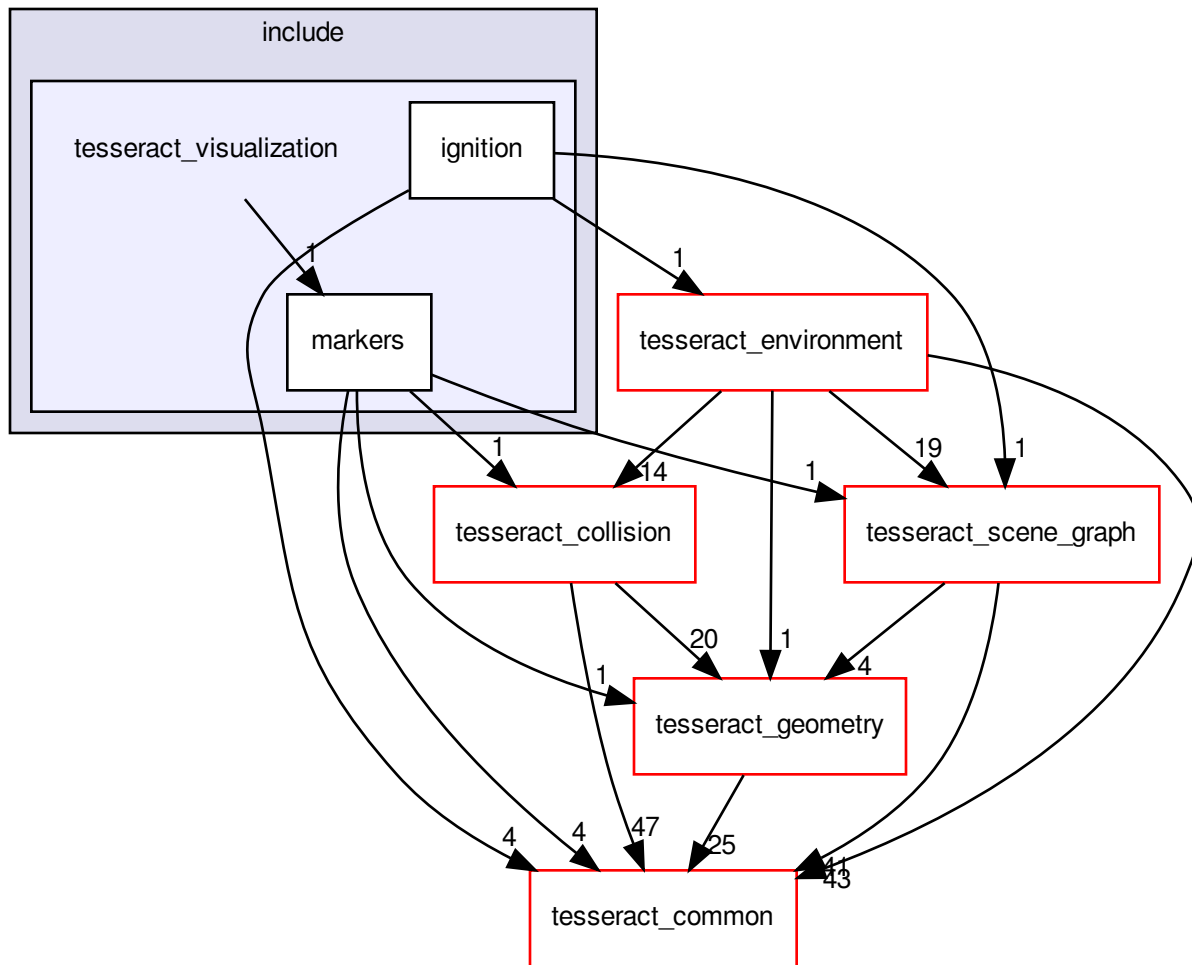 include
tesseract_visualization
ignition
1
1
markers
tesseract_environment
1
14
19
1
1
tesseract_collision
tesseract_scene_graph
20
1
4
1
tesseract_geometry
4
4
47
25
41
43
tesseract_common